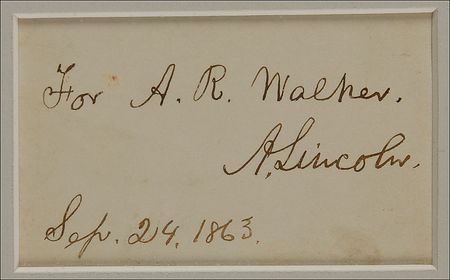 For A. R. Walker.
A. Lincoln.
Sep. 24, 1863.